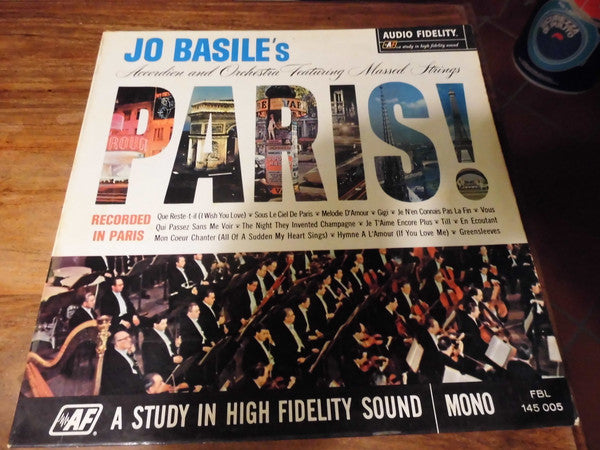 JO BASILE's
AUDIO FIDELITY®
a study in high fidelity sound
Accordion and Orchestra Featuring Massed Strings
PARIS!
RECORDED
IN PARIS
Que Reste-t-il (I Wish You Love) ★ Sous Le Ciel De Paris ★ Melodie D'Amour ★ Gigi ★ Je N'en Connais Pas La Fin ★ Vous
Qui Passez Sans Me Voir ★ The Night They Invented Champagne ★ Je T'Aime Encore Plus ★ Till ★ En Ecoutant
Mon Coeur Chanter (All Of A Sudden My Heart Sings) ★ Hymne A L'Amour (If You Love Me) ★ Greensleeves
AF® A STUDY IN HIGH FIDELITY SOUND MONO
FBL
145 005